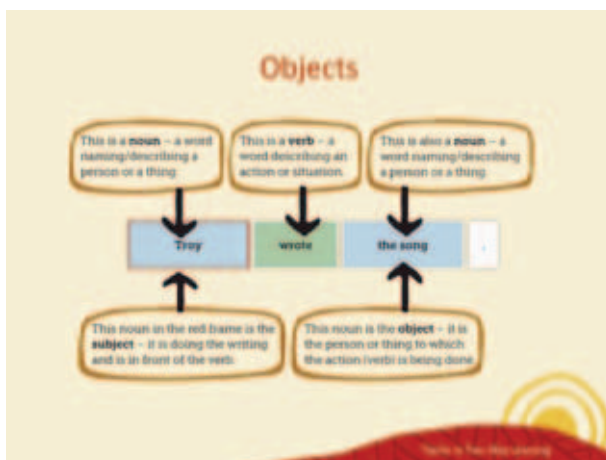 Objects
This is a noun – a word
naming/describing a
person or a thing.
This is a verb – a
word describing an
action or situation.
This is also a noun – a
word naming/describing
a person or a thing.
Troy wrote the song .
This noun in the red frame is the
subject – it is doing the writing
and is in front of the verb.
This noun is the object – it is
the person or thing to which
the action (verb) is being done.
Learning